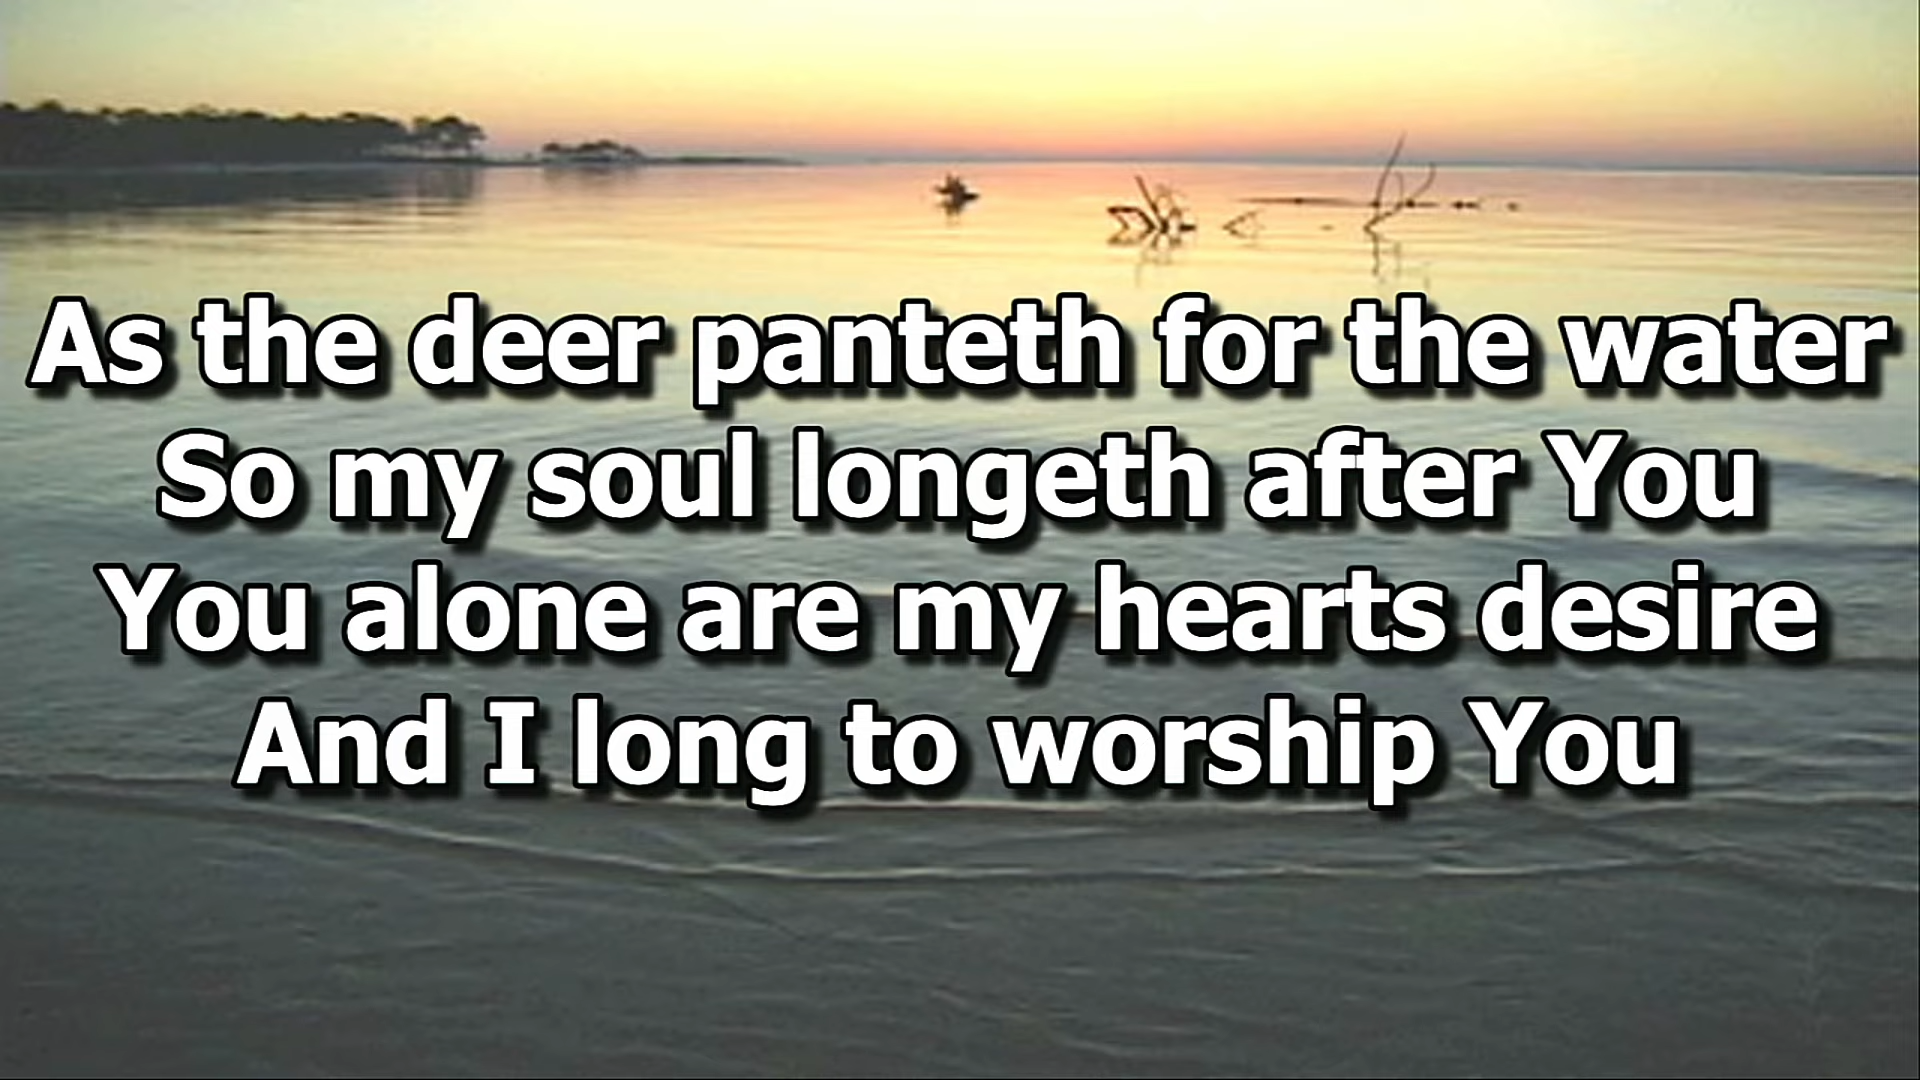 As the deer panteth for the water
So my soul longeth after You
You alone are my hearts desire
And I long to worship You